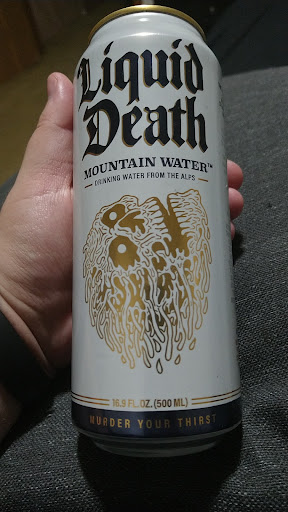 Liquid
Death
MOUNTAIN WATER™
DRINKING WATER FROM THE ALPS
16.9 FL.OZ. (500 ML)
MURDER YOUR THIRST